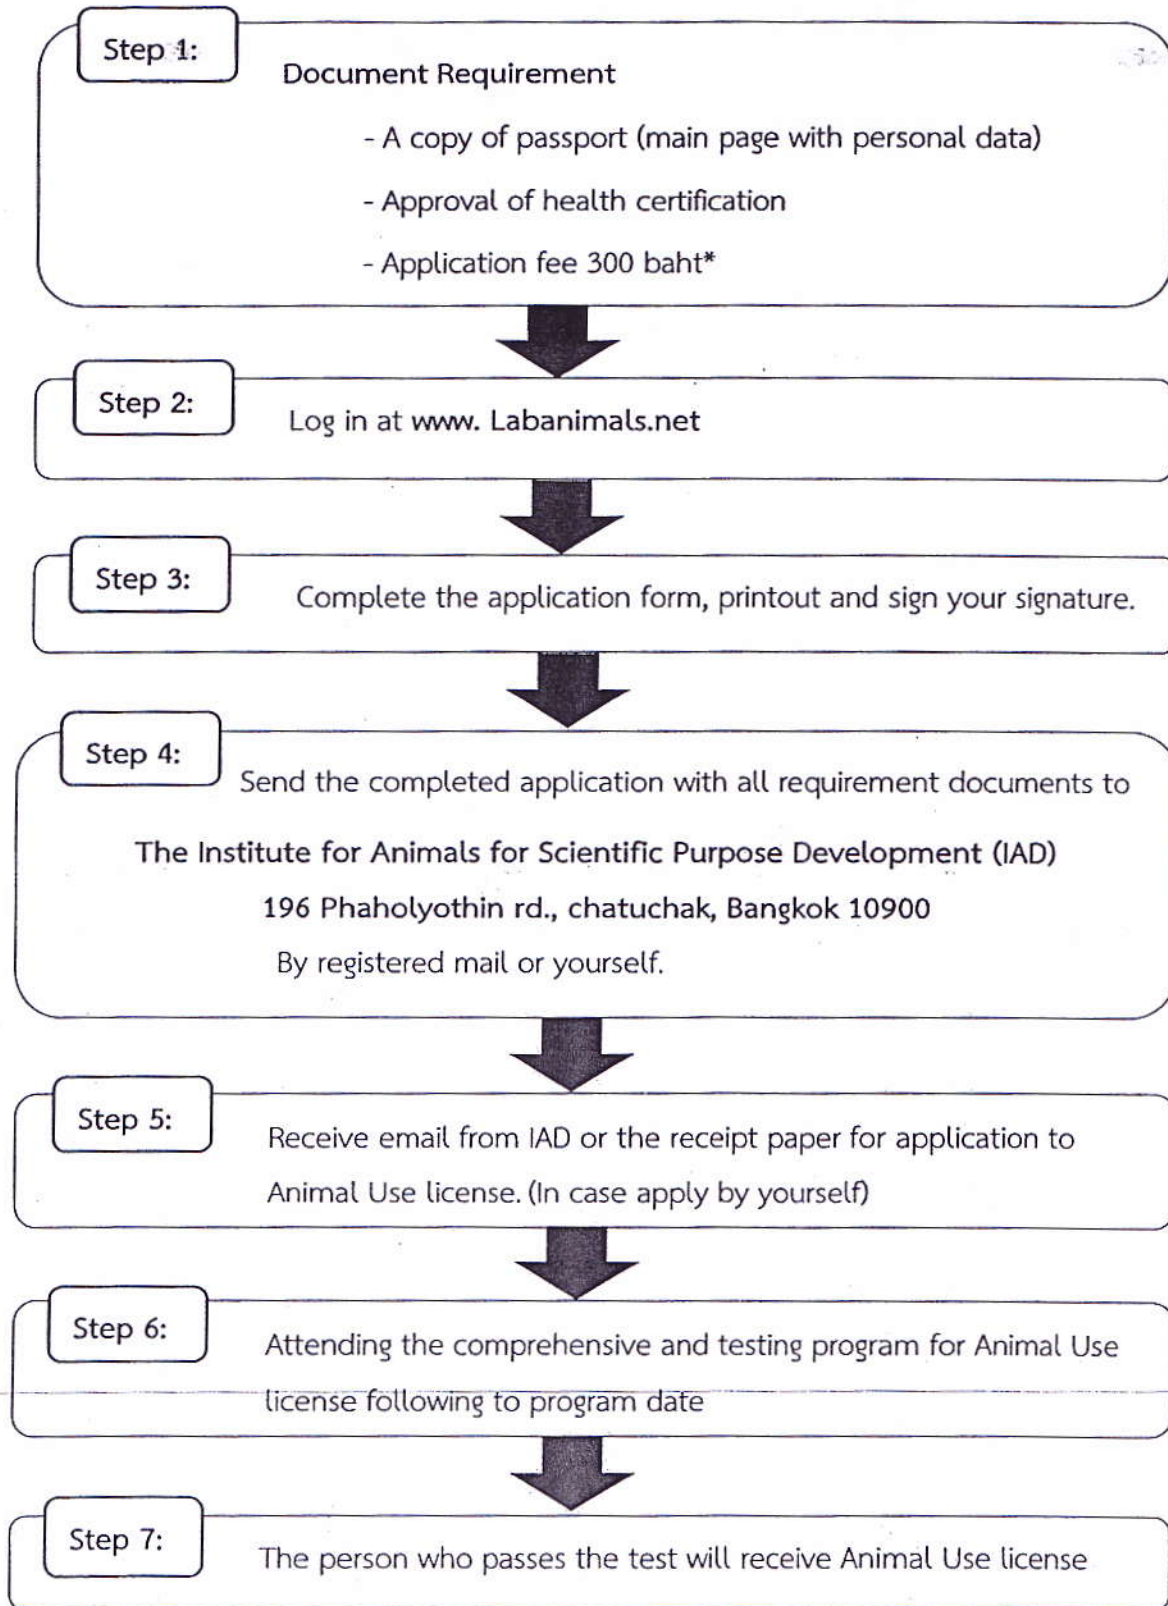 Step 1:
Document Requirement
- A copy of passport (main page with personal data)
- Approval of health certification
- Application fee 300 baht*
Step 2:
Log in at www. Labanimals.net
Step 3:
Complete the application form, printout and sign your signature.
Step 4:
Send the completed application with all requirement documents to
The Institute for Animals for Scientific Purpose Development (IAD)
196 Phaholyothin rd., chatuchak, Bangkok 10900
By registered mail or yourself.
Step 5:
Receive email from IAD or the receipt paper for application to
Animal Use license. (In case apply by yourself)
Step 6:
Attending the comprehensive and testing program for Animal Use
license following to program date
Step 7:
The person who passes the test will receive Animal Use license